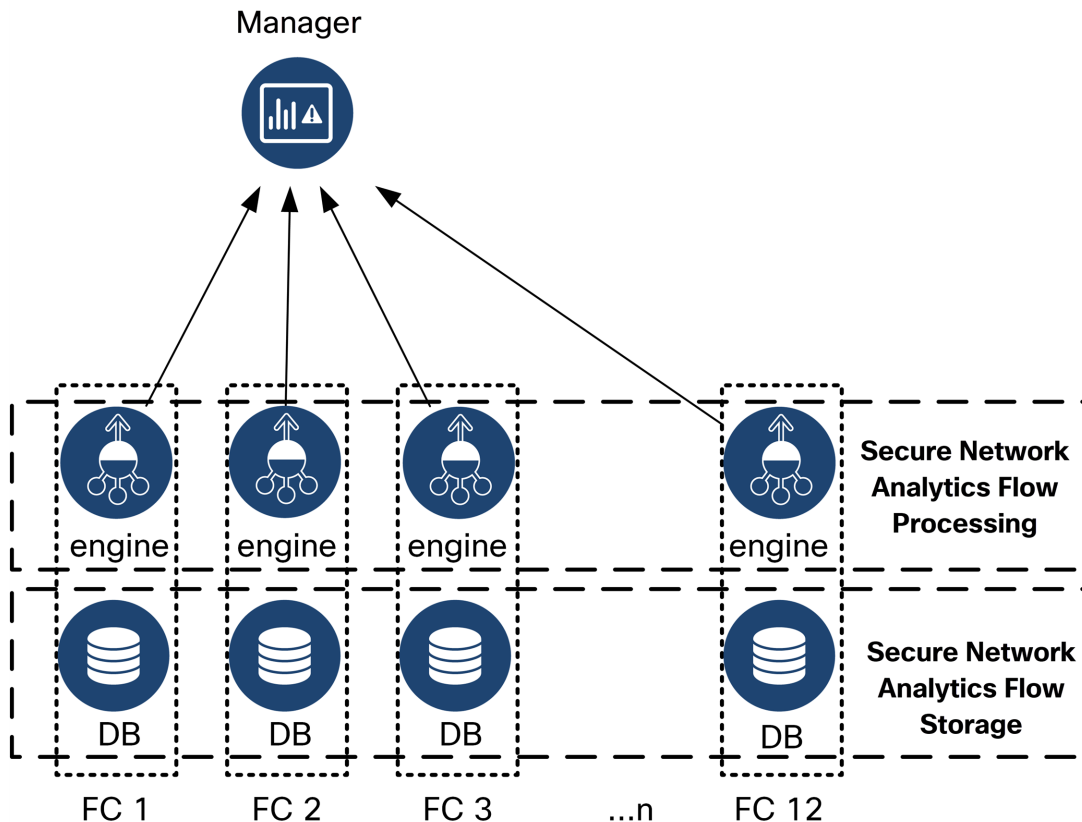 Manager
engine
engine
engine
engine
Secure Network
Analytics Flow
Processing
DB
DB
DB
DB
Secure Network
Analytics Flow
Storage
FC 1
FC 2
FC 3
...n
FC 12